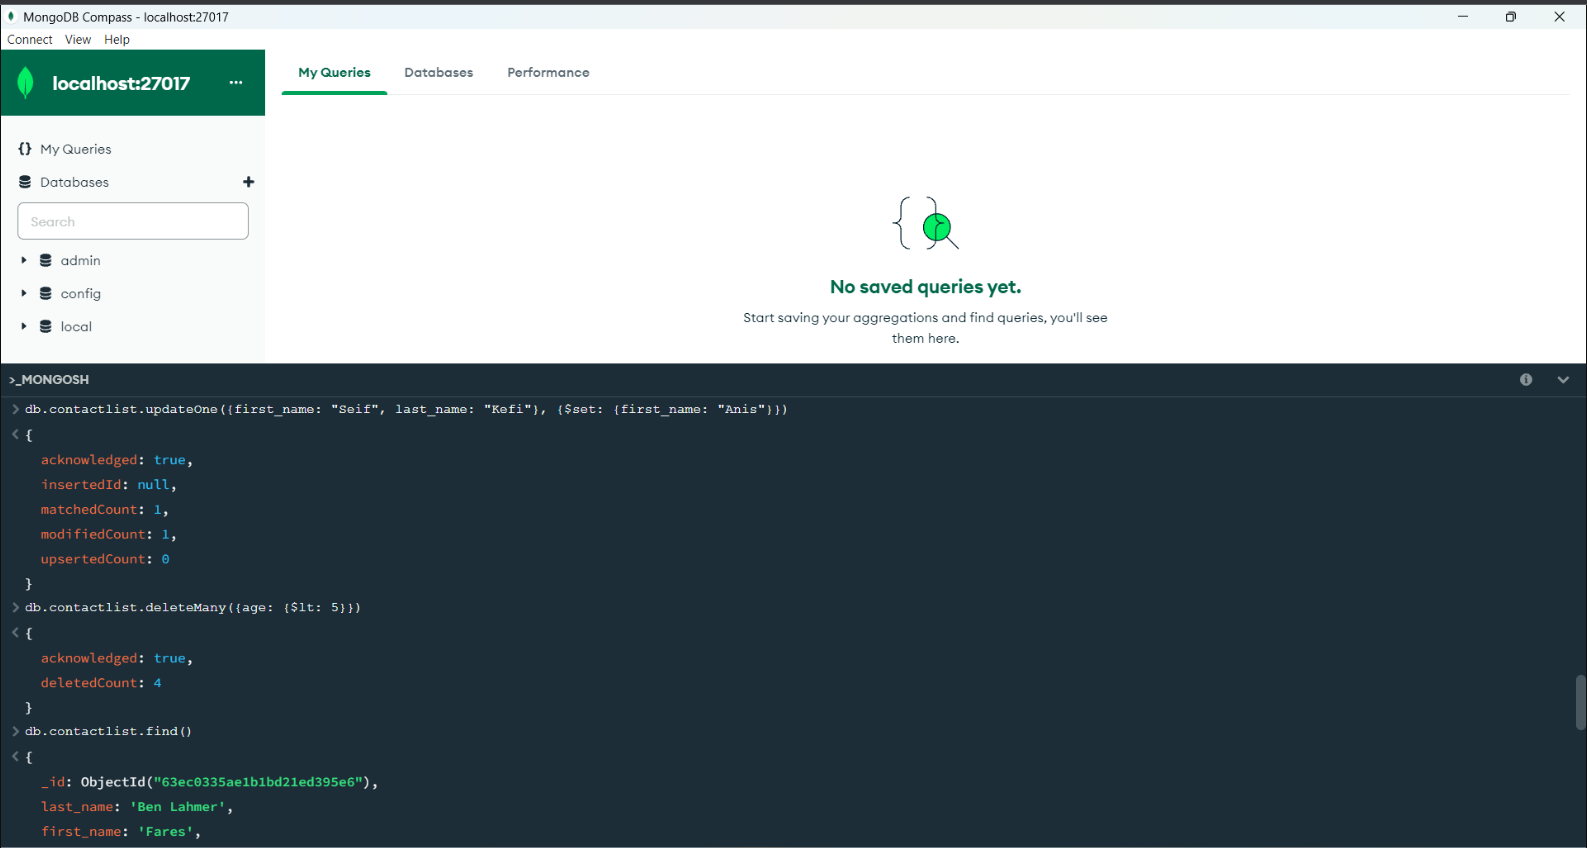 MongoDB Compass - localhost:27017
Connect View Help
localhost:27017 ...
My Queries Databases Performance
{} My Queries
Databases +
Search
admin
config
local
{ }
No saved queries yet.
Start saving your aggregations and find queries, you'll see
them here.
>_MONGOSH
> db.contactlist.updateOne({first_name: "Seif", last_name: "Kefi"}, {$set: {first_name: "Anis"}})
< {
acknowledged: true,
insertedId: null,
matchedCount: 1,
modifiedCount: 1,
upsertedCount: 0
}
> db.contactlist.deleteMany({age: {$lt: 5}})
< {
acknowledged: true,
deletedCount: 4
}
> db.contactlist.find()
< {
_id: ObjectId("63ec0335ae1b1bd21ed395e6"),
last_name: 'Ben Lahmer',
first_name: 'Fares',